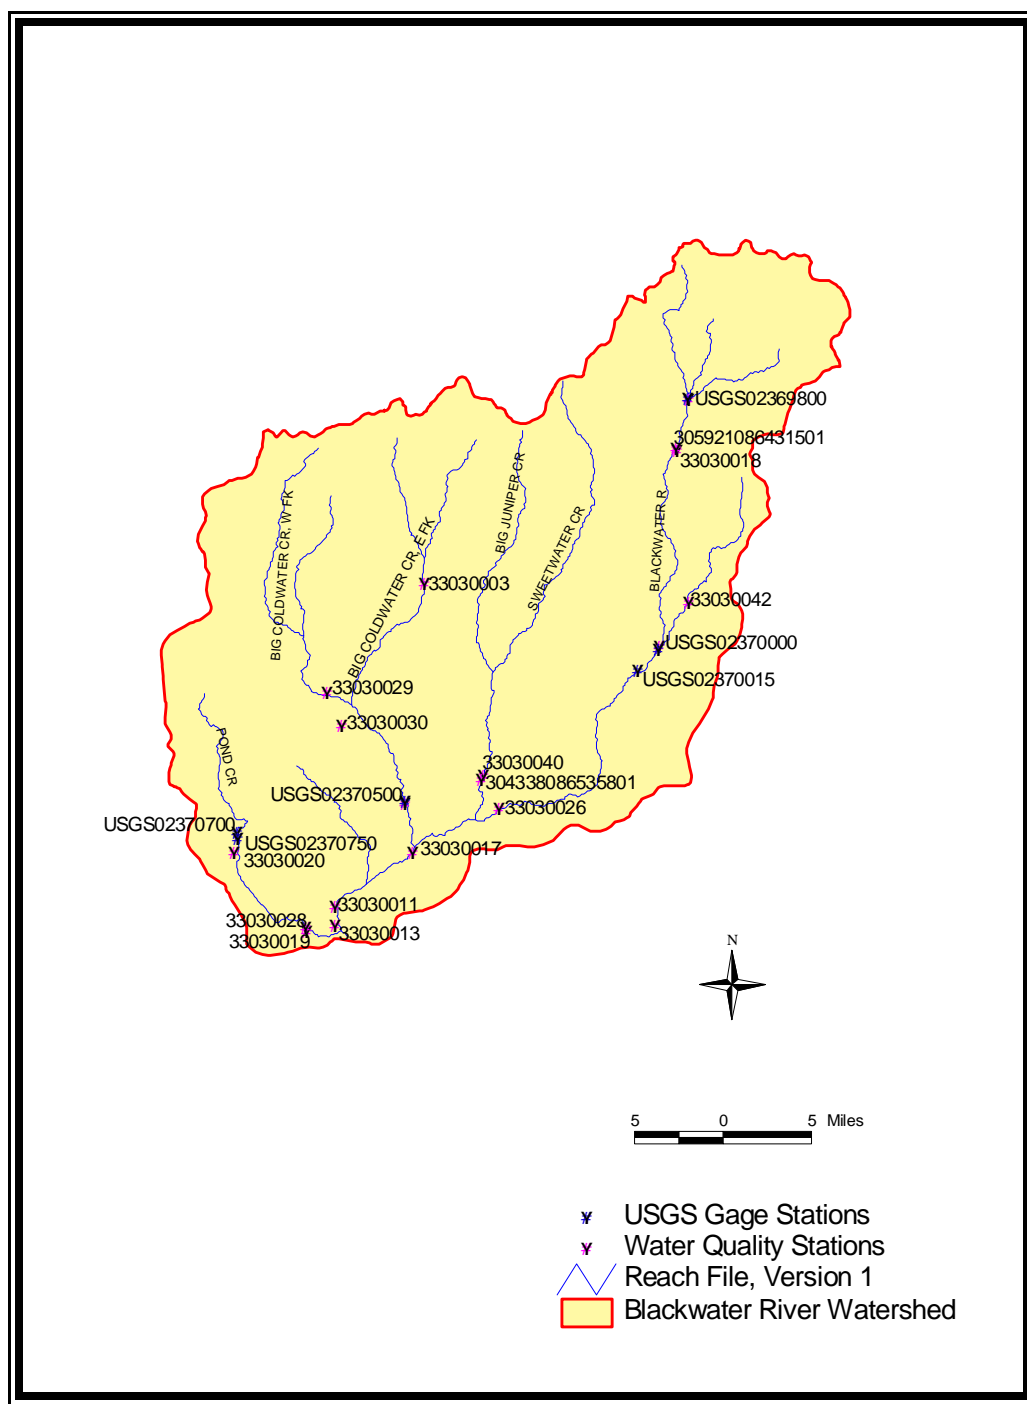 USGS02369800
305921086431501
33030018
BIG JUNIPER CR
BIG COLDWATER CR, W FK
SWEETWATER CR
BLACKWATER R
BIG COLDWATER CR, E FK
33030003
33030042
USGS02370000
USGS02370015
33030029
33030030
POND CR
33030040
304338086535801
USGS02370500
33030026
USGS02370700
USGS02370750
33030020
33030017
33030011
33030028
33030013
33030019
N
5 0 5 Miles
USGS Gage Stations
Water Quality Stations
Reach File, Version 1
Blackwater River Watershed